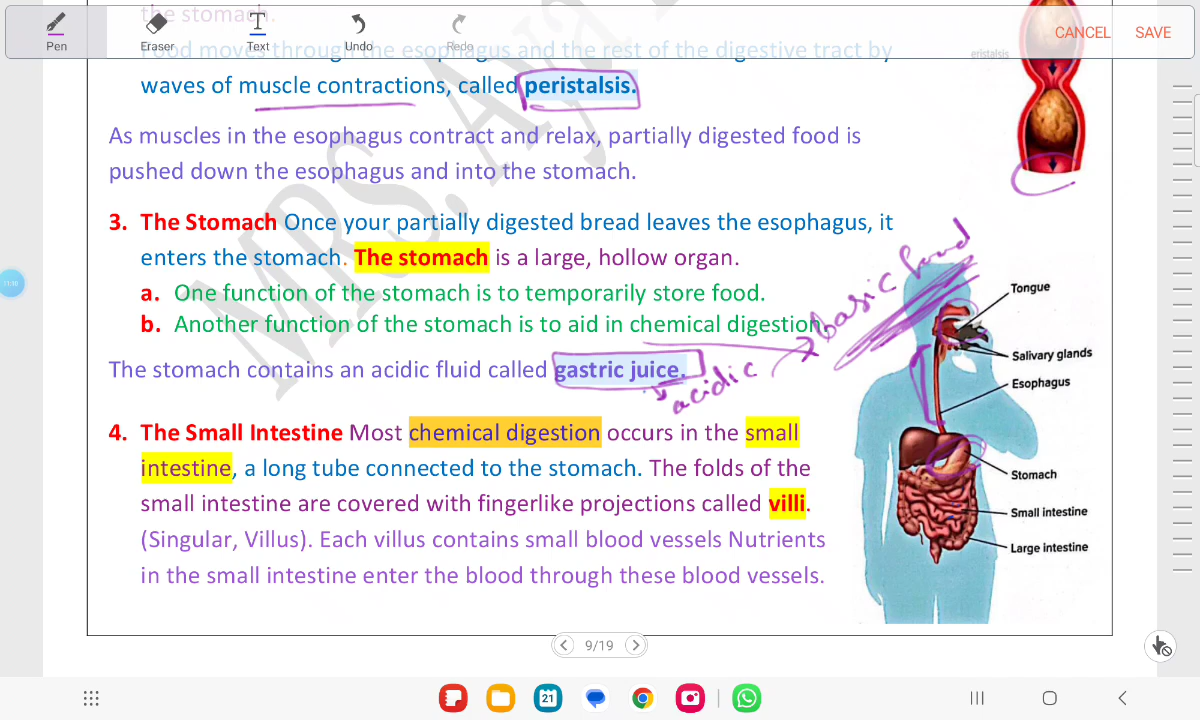 the stomach.
Pen
Eraser
Text
Undo
Redo
CANCEL
SAVE
Food moves through the esophagus and the rest of the digestive tract by
eristalsis
waves of muscle contractions, called peristalsis.
As muscles in the esophagus contract and relax, partially digested food is
pushed down the esophagus and into the stomach.
3. The Stomach Once your partially digested bread leaves the esophagus, it
enters the stomach. The stomach is a large, hollow organ.
a. One function of the stomach is to temporarily store food.
b. Another function of the stomach is to aid in chemical digestion.
basic food
The stomach contains an acidic fluid called gastric juice.
acidic
4. The Small Intestine Most chemical digestion occurs in the small
intestine, a long tube connected to the stomach. The folds of the
small intestine are covered with fingerlike projections called villi.
(Singular, Villus). Each villus contains small blood vessels Nutrients
in the small intestine enter the blood through these blood vessels.
Tongue
Salivary glands
Esophagus
Stomach
Small intestine
Large intestine
MRS. Aya
9/19
21